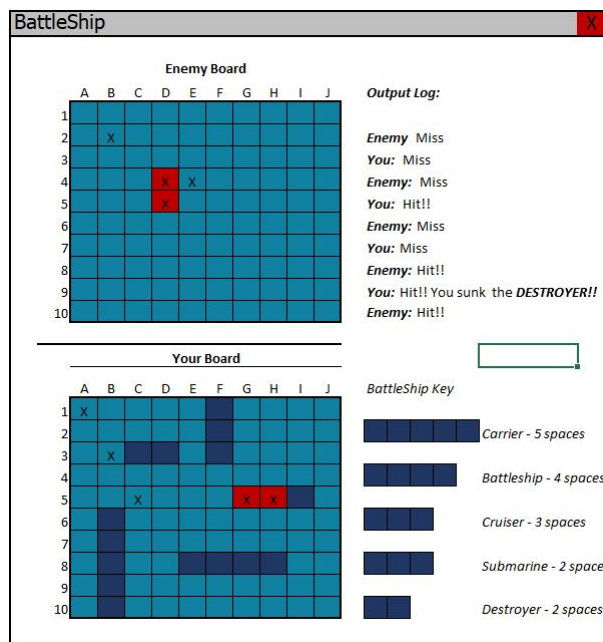 BattleShip X
Enemy Board
A B C D E F G H I J
Output Log:
1
2 X
3
4 X X
5 X
6
7
8
9
10
Enemy Miss
You: Miss
Enemy: Miss
You: Hit!!
Enemy: Miss
You: Miss
Enemy: Hit!!
You: Hit!! You sunk the DESTROYER!!
Enemy: Hit!!
Your Board
A B C D E F G H I J
BattleShip Key
1 X
2
3 X
4
5 X X X
6
7
8
9
10
Carrier - 5 spaces
Battleship - 4 spaces
Cruiser - 3 spaces
Submarine - 2 space
Destroyer - 2 spaces